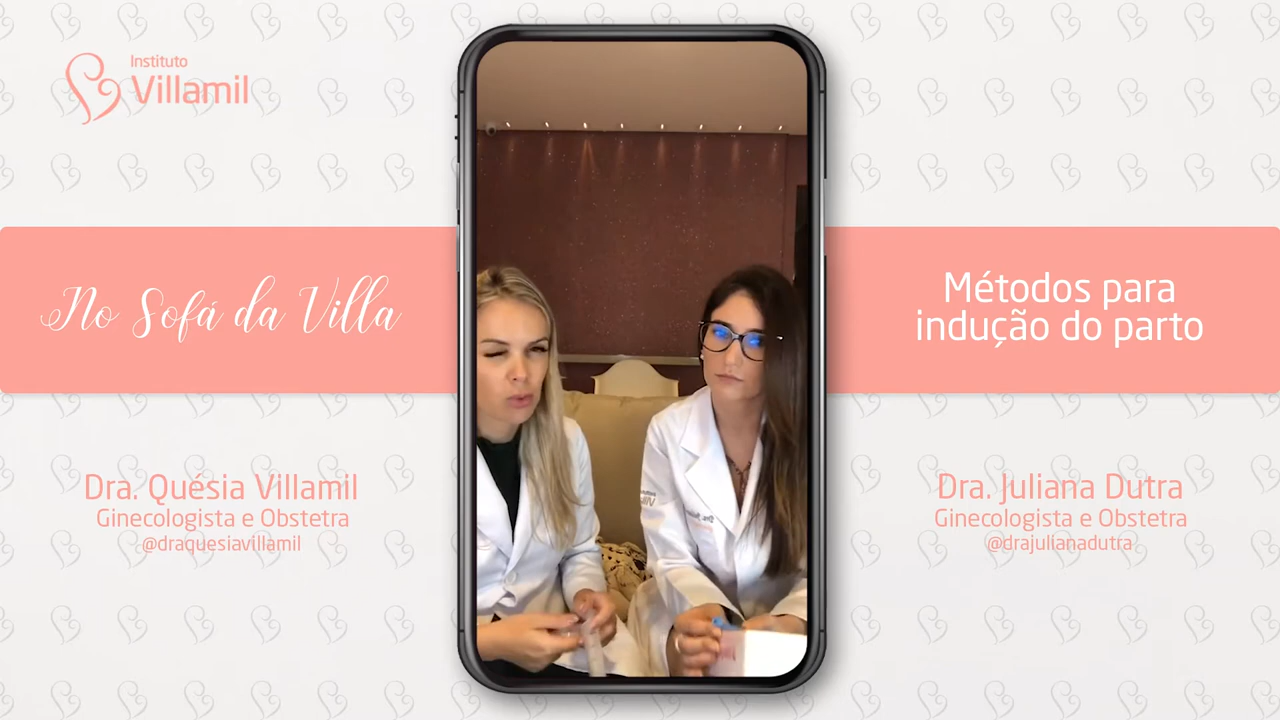 Instituto
Villamil
No Sofá da Villa
Métodos para
indução do parto
Dra. Quésia Villamil
Ginecologista e Obstetra
@draquesiavillamil
Dra. Juliana Dutra
Ginecologista e Obstetra
@drajulianadutra